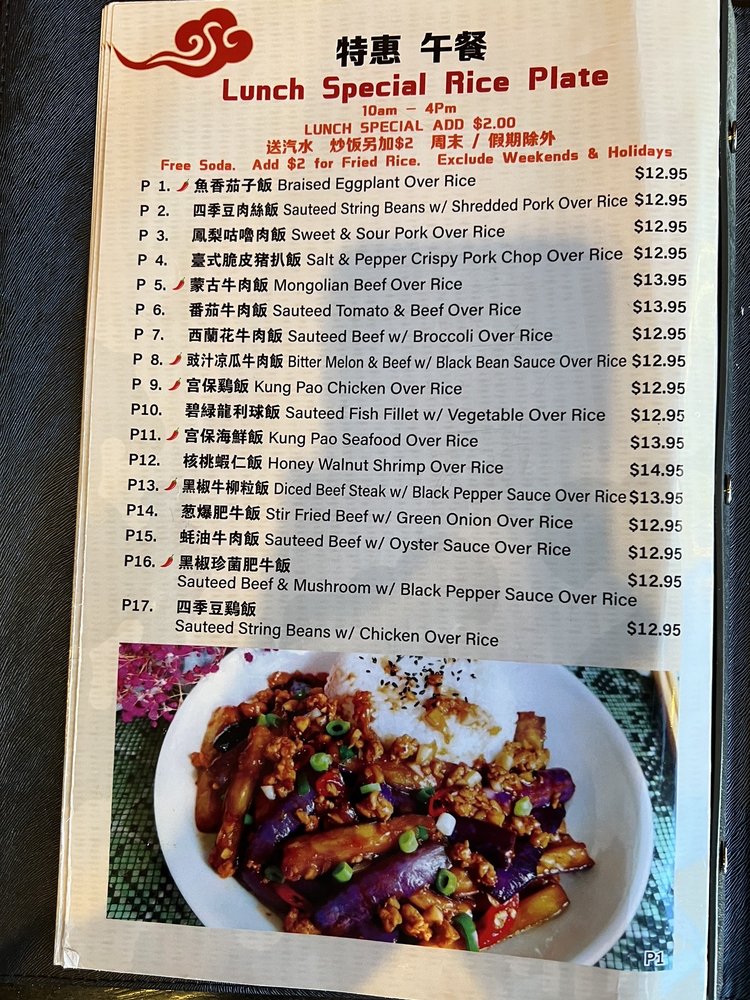 特惠 午餐
Lunch Special Rice Plate
10am – 4Pm
LUNCH SPECIAL ADD $2.00
送汽水 炒饭另加$2 周末 / 假期除外
Free Soda. Add $2 for Fried Rice. Exclude Weekends & Holidays
P 1. 魚香茄子飯 Braised Eggplant Over Rice $12.95
P 2. 四季豆肉絲飯 Sauteed String Beans w/ Shredded Pork Over Rice $12.95
P 3. 鳳梨咕嚕肉飯 Sweet & Sour Pork Over Rice $12.95
P 4. 臺式脆皮猪扒飯 Salt & Pepper Crispy Pork Chop Over Rice $12.95
P 5. 蒙古牛肉飯 Mongolian Beef Over Rice $13.95
P 6. 番茄牛肉飯 Sauteed Tomato & Beef Over Rice $13.95
P 7. 西蘭花牛肉飯 Sauteed Beef w/ Broccoli Over Rice $12.95
P 8. 豉汁凉瓜牛肉飯 Bitter Melon & Beef w/ Black Bean Sauce Over Rice $12.95
P 9. 宫保鷄飯 Kung Pao Chicken Over Rice $12.95
P10. 碧緑龍利球飯 Sauteed Fish Fillet w/ Vegetable Over Rice $12.95
P11. 宫保海鮮飯 Kung Pao Seafood Over Rice $13.95
P12. 核桃蝦仁飯 Honey Walnut Shrimp Over Rice $14.95
P13. 黑椒牛柳粒飯 Diced Beef Steak w/ Black Pepper Sauce Over Rice $13.95
P14. 葱爆肥牛飯 Stir Fried Beef w/ Green Onion Over Rice $12.95
P15. 蚝油牛肉飯 Sauteed Beef w/ Oyster Sauce Over Rice $12.95
P16. 黑椒珍菌肥牛飯 $12.95
Sauteed Beef & Mushroom w/ Black Pepper Sauce Over Rice
P17. 四季豆鷄飯
Sauteed String Beans w/ Chicken Over Rice $12.95
P1